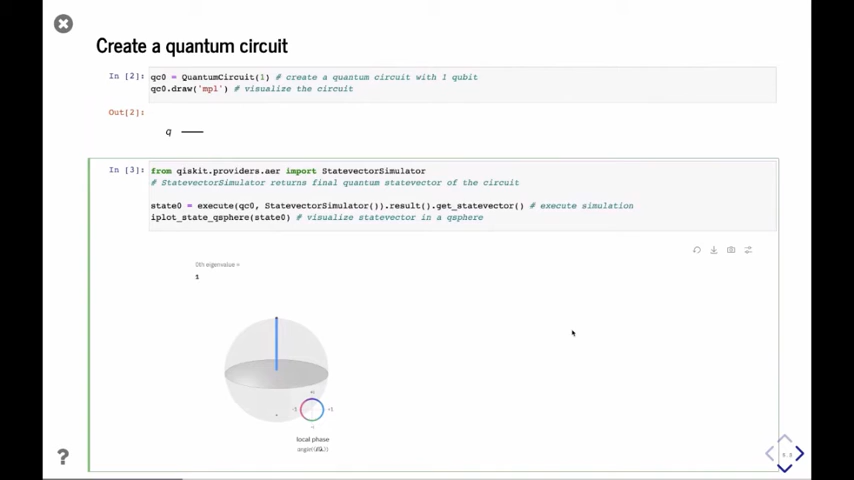 Create a quantum circuit
In [2]: qc0 = QuantumCircuit(1) # create a quantum circuit with 1 qubit
qc0.draw('mpl') # visualize the circuit
Out[2]:
q
In [3]: from qiskit.providers.aer import StatevectorSimulator
# StatevectorSimulator returns final quantum statevector of the circuit
state0 = execute(qc0, StatevectorSimulator()).result().get_statevector() # execute simulation
iplot_state_qsphere(state0) # visualize statevector in a qsphere
0th eigenvalue =
1
local phase
?